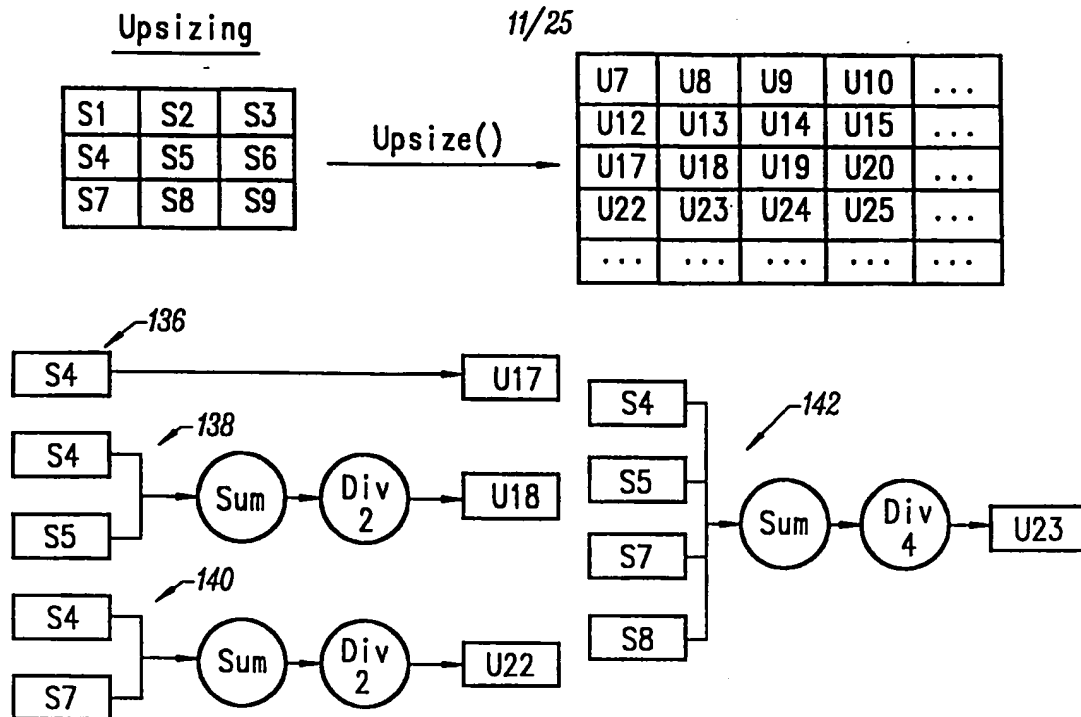 Upsizing
11/25
S1 S2 S3
S4 S5 S6
S7 S8 S9
Upsize()
U7 U8 U9 U10 ...
U12 U13 U14 U15 ...
U17 U18 U19 U20 ...
U22 U23 U24 U25 ...
... ... ... ... ...
136
S4 U17
138
S4
S5
Sum
Div
2
U18
140
S4
S7
Sum
Div
2
U22
142
S4
S5
S7
S8
Sum
Div
4
U23